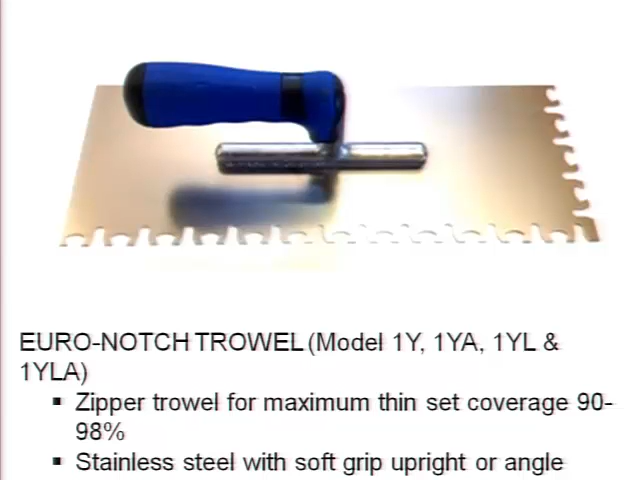 EURO-NOTCH TROWEL (Model 1Y, 1YA, 1YL &
1YLA)
▪ Zipper trowel for maximum thin set coverage 90-
98%
▪ Stainless steel with soft grip upright or angle